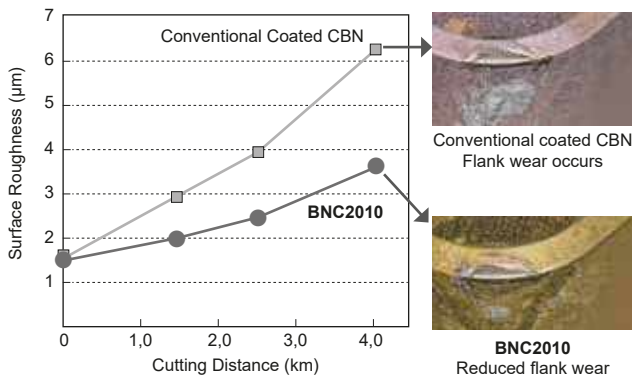 7
6
5
4
3
2
1
Surface Roughness (μm)
Conventional Coated CBN
BNC2010
0
1,0
2,0
3,0
4,0
Cutting Distance (km)
Conventional coated CBN
Flank wear occurs
BNC2010
Reduced flank wear